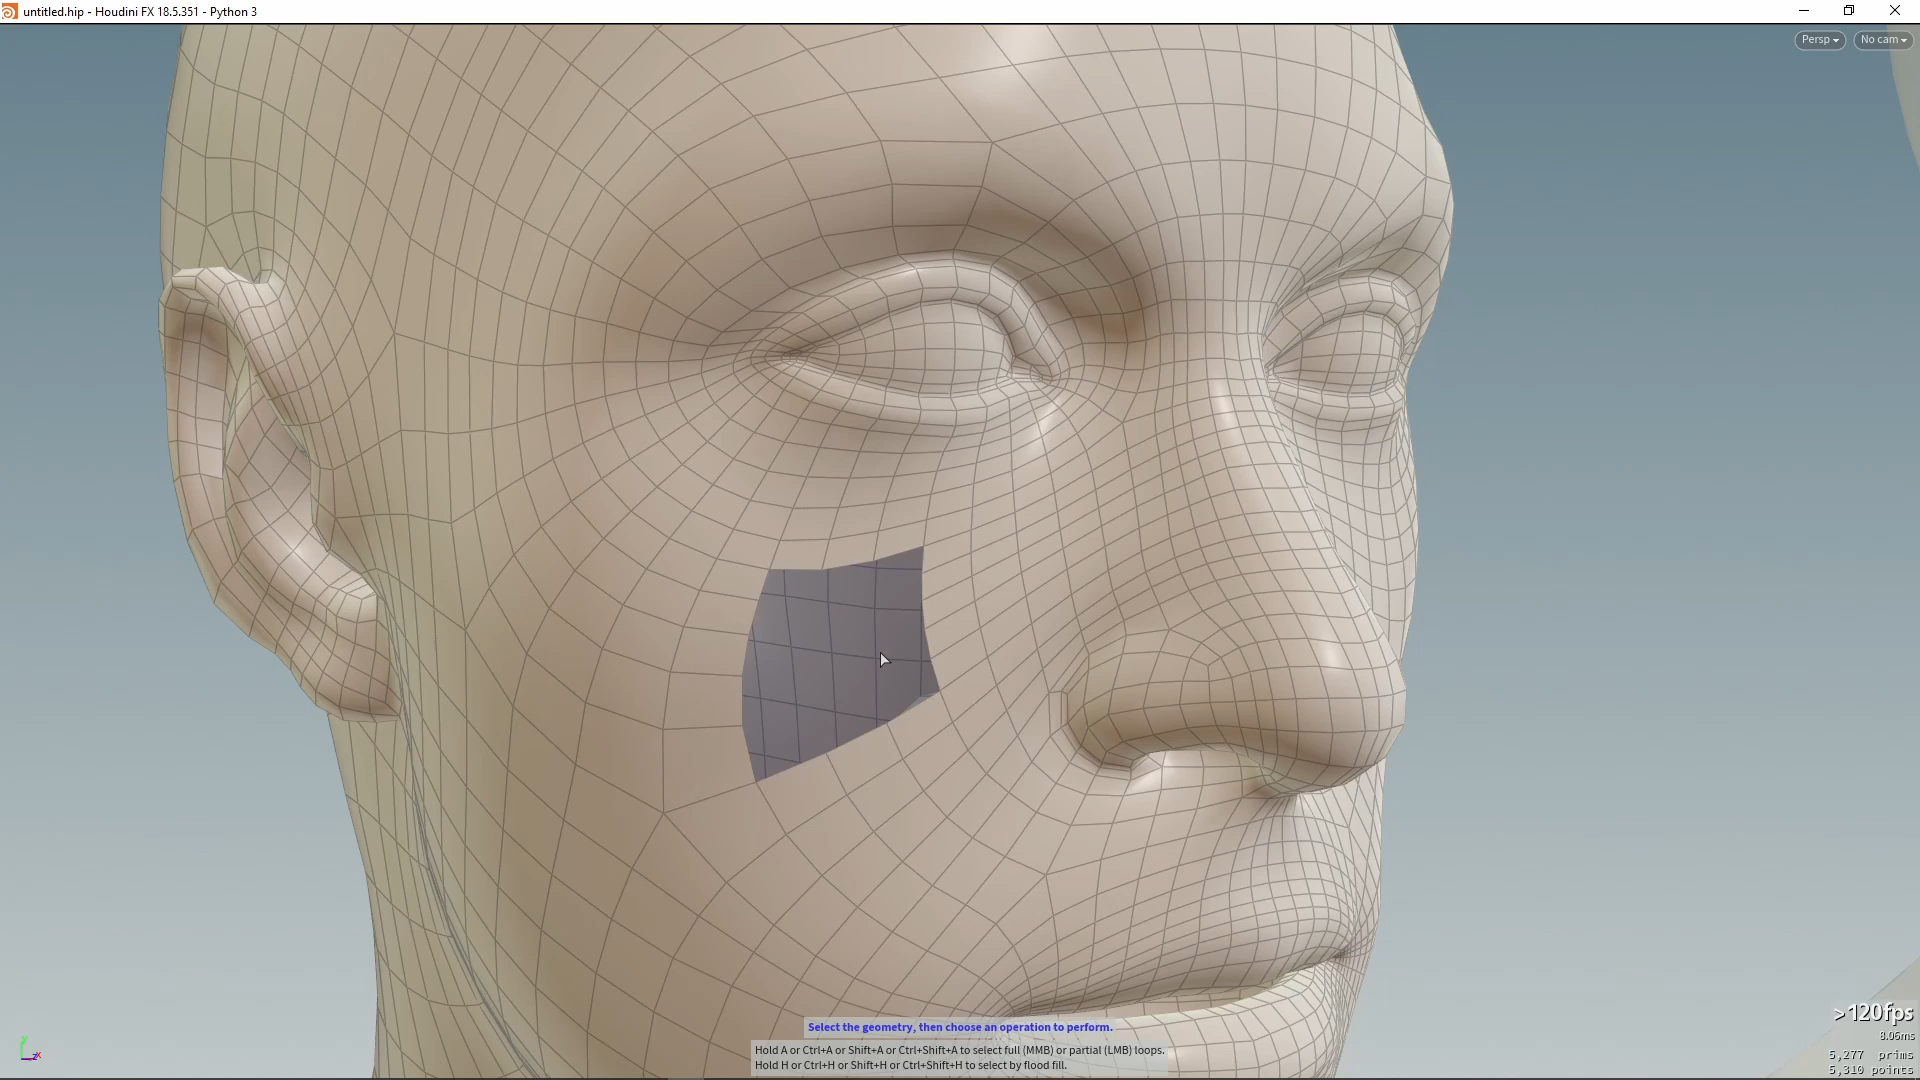 untitled.hip - Houdini FX 18.5.351 - Python 3
Persp
No cam
Select the geometry, then choose an operation to perform.
Hold A or Ctrl+A or Shift+A or Ctrl+Shift+A to select full (MMB) or partial (LMB) loops.
Hold H or Ctrl+H or Shift+H or Ctrl+Shift+H to select by flood fill.
>120fps
8.06ms
5,277 prims
5,310 points